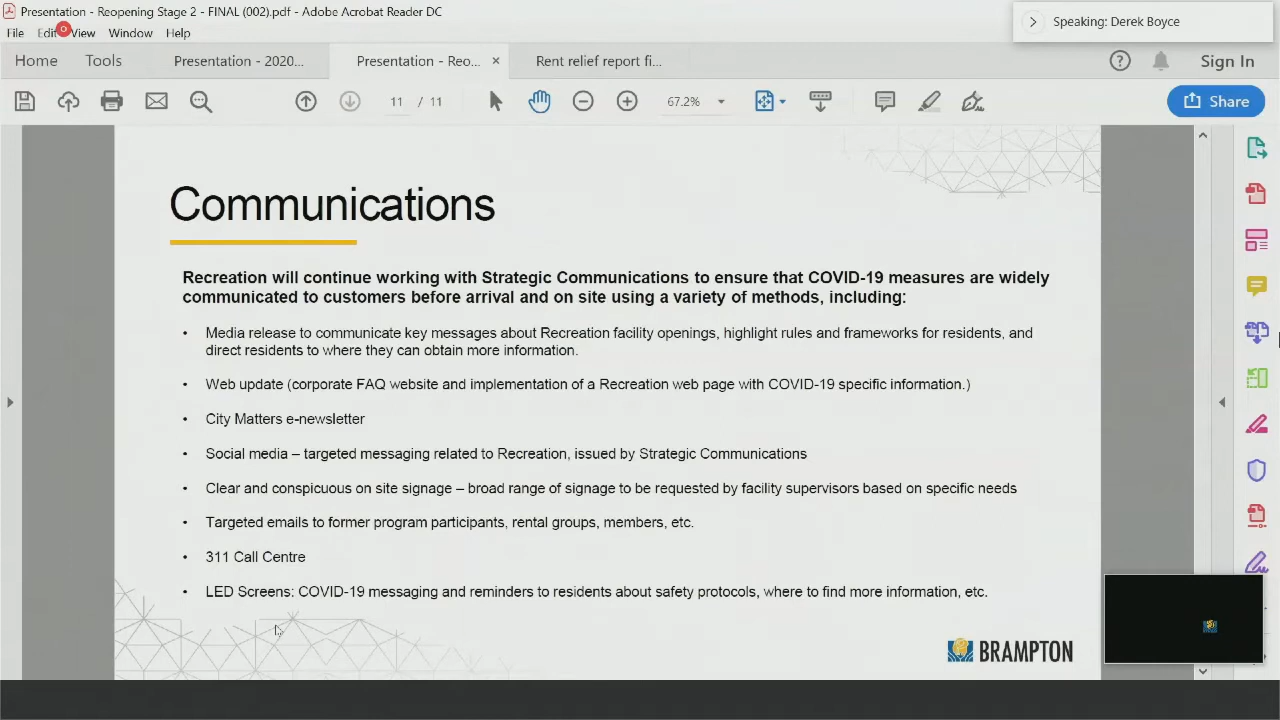 Presentation - Reopening Stage 2 - FINAL (002).pdf - Adobe Acrobat Reader DC
Speaking: Derek Boyce
File Edit View Window Help
Home Tools Presentation - 2020... Presentation - Reo... × Rent relief report fi... Sign In
11 / 11 67.2% Share
Communications
Recreation will continue working with Strategic Communications to ensure that COVID-19 measures are widely
communicated to customers before arrival and on site using a variety of methods, including:
• Media release to communicate key messages about Recreation facility openings, highlight rules and frameworks for residents, and
direct residents to where they can obtain more information.
• Web update (corporate FAQ website and implementation of a Recreation web page with COVID-19 specific information.)
• City Matters e-newsletter
• Social media – targeted messaging related to Recreation, issued by Strategic Communications
• Clear and conspicuous on site signage – broad range of signage to be requested by facility supervisors based on specific needs
• Targeted emails to former program participants, rental groups, members, etc.
• 311 Call Centre
• LED Screens: COVID-19 messaging and reminders to residents about safety protocols, where to find more information, etc.
BRAMPTON